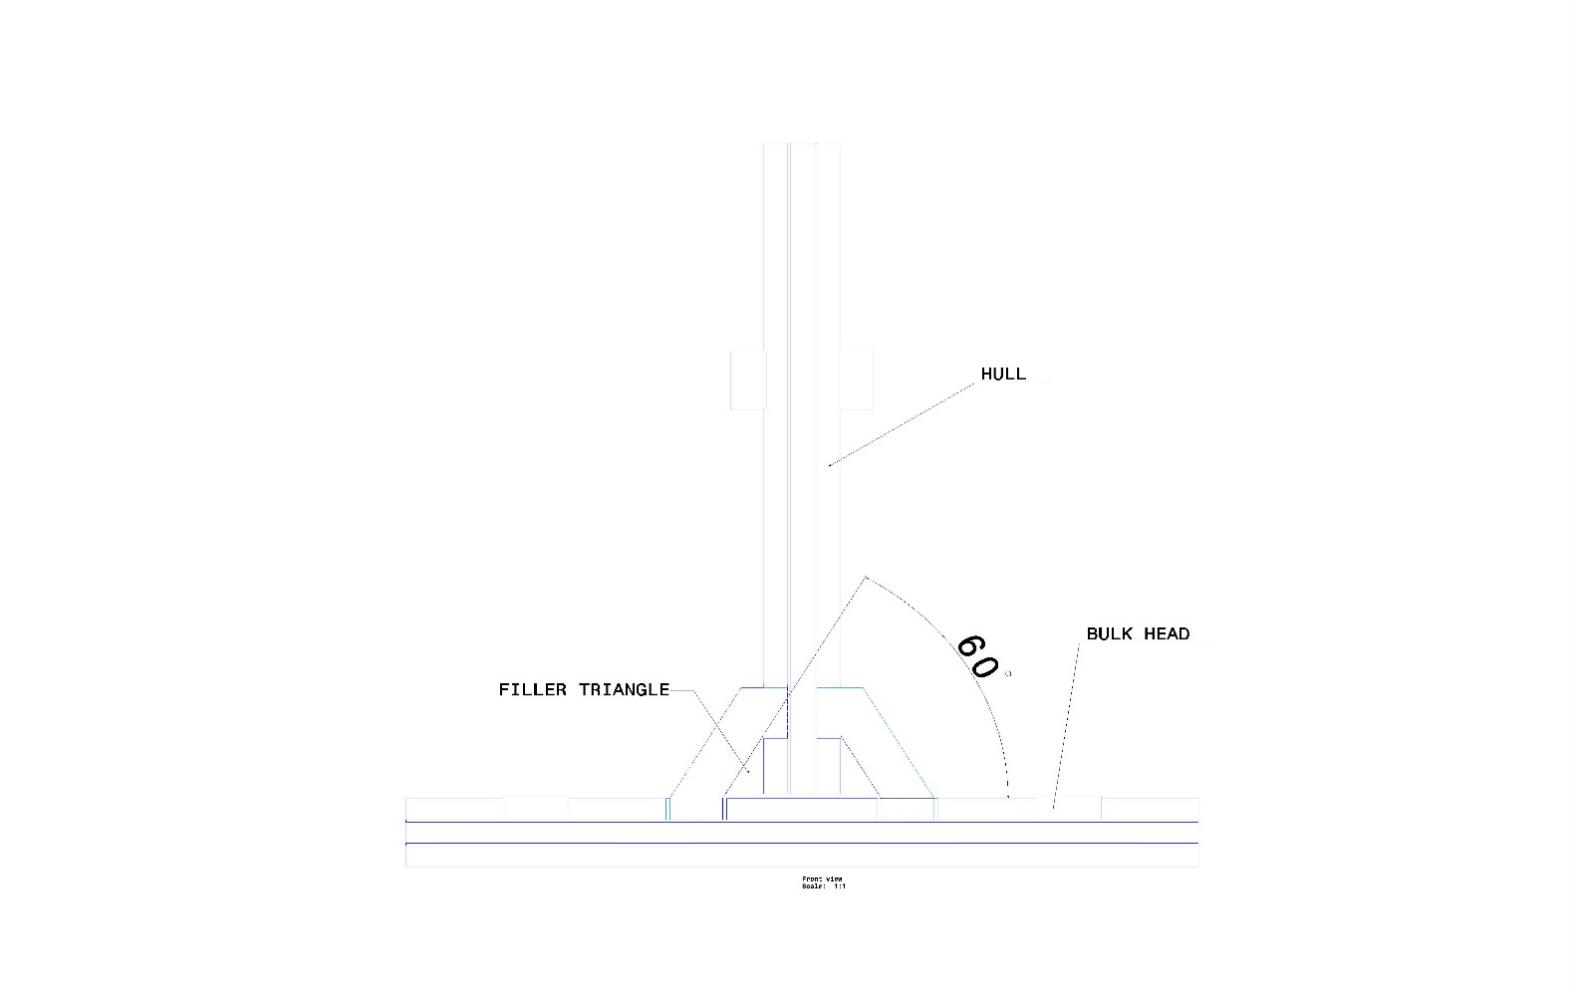 HULL
BULK HEAD
60°
FILLER TRIANGLE
Front view
Scale: 1:1